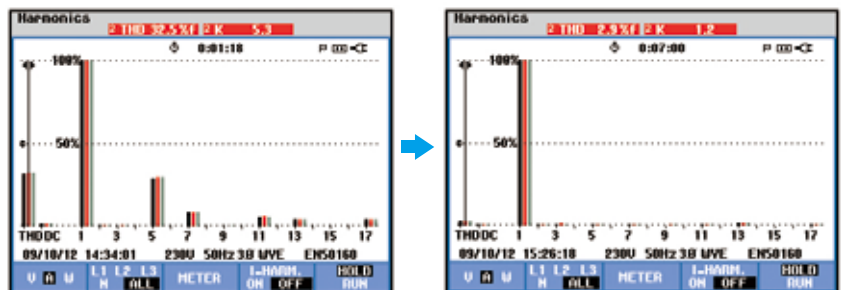 Harmonics
² THD 32.5%f ² K 5.3
0:01:18 P
100%
50%
THDDC 1 3 5 7 9 11 13 15 17
09/10/12 14:34:01 230V 50Hz 3Ø WYE EN50160
V A W L1 L2 L3 N ALL METER I-HARM. ON OFF HOLD RUN
Harmonics
² THD 2.9%f ² K 1.2
0:07:00 P
100%
50%
THDDC 1 3 5 7 9 11 13 15 17
09/10/12 15:26:18 230V 50Hz 3Ø WYE EN50160
V A W L1 L2 L3 N ALL METER I-HARM. ON OFF HOLD RUN